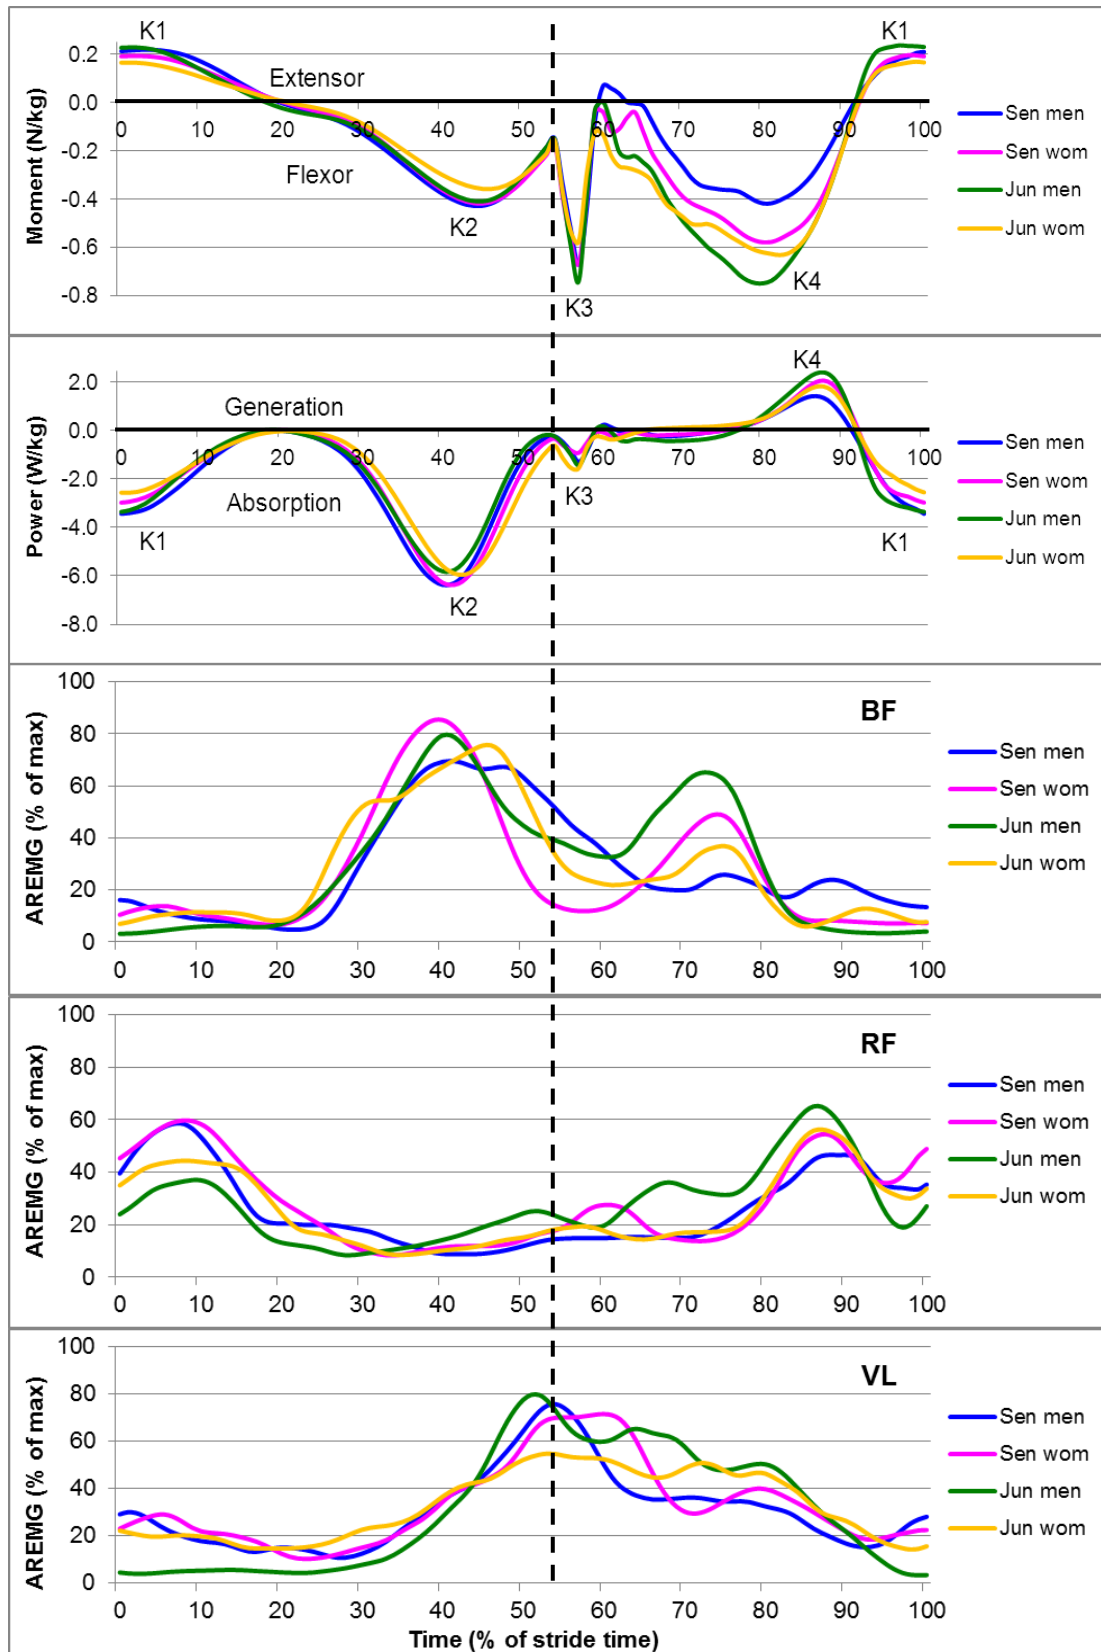 K1 K1
0.2
Extensor
0.0
0 10 20 30 40 50 60 70 80 90 100
-0.2
Flexor
-0.4
K2
-0.6
K4
-0.8
K3
Moment (N/kg)
Sen men
Sen wom
Jun men
Jun wom
K4
2.0
Generation
0.0
0 10 20 30 40 50 60 70 80 90 100
-2.0
Absorption
K3
-4.0
K1 K1
-6.0
K2
-8.0
Power (W/kg)
Sen men
Sen wom
Jun men
Jun wom
BF
100
80
60
40
20
0
0 10 20 30 40 50 60 70 80 90 100
AREMG (% of max)
Sen men
Sen wom
Jun men
Jun wom
RF
100
80
60
40
20
0
0 10 20 30 40 50 60 70 80 90 100
AREMG (% of max)
Sen men
Sen wom
Jun men
Jun wom
VL
100
80
60
40
20
0
0 10 20 30 40 50 60 70 80 90 100
AREMG (% of max)
Sen men
Sen wom
Jun men
Jun wom
Time (% of stride time)